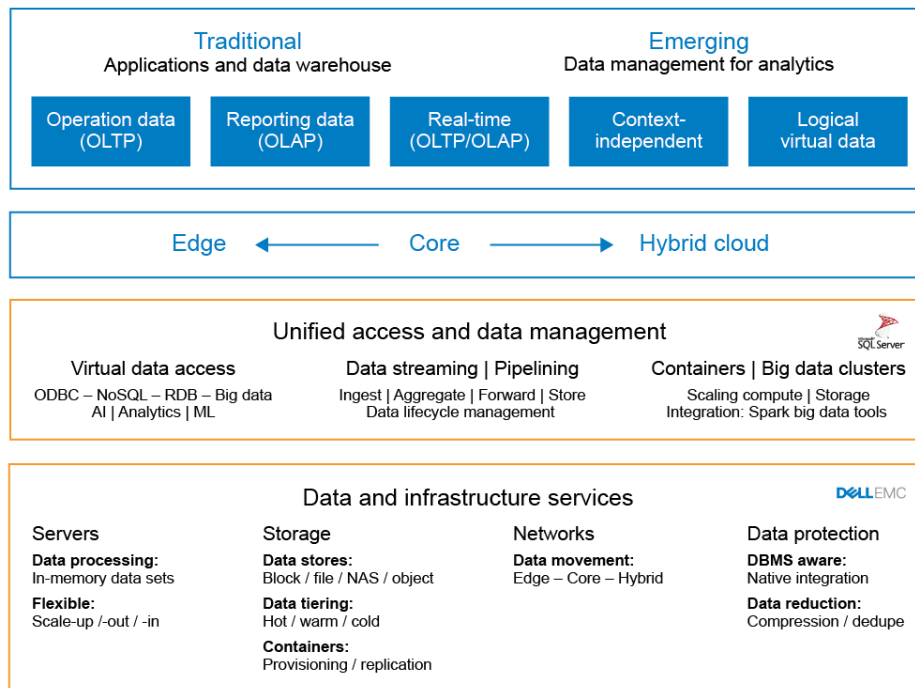 Traditional
Applications and data warehouse
Emerging
Data management for analytics
Operation data
(OLTP)
Reporting data
(OLAP)
Real-time
(OLTP/OLAP)
Context-
independent
Logical
virtual data
Edge
Core
Hybrid cloud
Unified access and data management
SQL Server
Virtual data access
ODBC – NoSQL – RDB – Big data
AI | Analytics | ML
Data streaming | Pipelining
Ingest | Aggregate | Forward | Store
Data lifecycle management
Containers | Big data clusters
Scaling compute | Storage
Integration: Spark big data tools
Data and infrastructure services
DELLEMC
Servers
Data processing:
In-memory data sets
Flexible:
Scale-up /-out / -in
Storage
Data stores:
Block / file / NAS / object
Data tiering:
Hot / warm / cold
Containers:
Provisioning / replication
Networks
Data movement:
Edge – Core – Hybrid
Data protection
DBMS aware:
Native integration
Data reduction:
Compression / dedupe